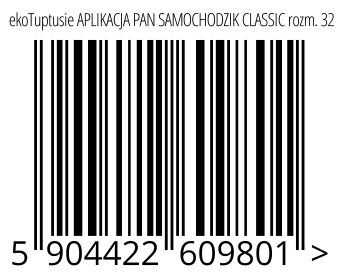 ekoTuptusie APLIKACJA PAN SAMOCHODZIK CLASSIC rozm. 32
5 904422 609801 >